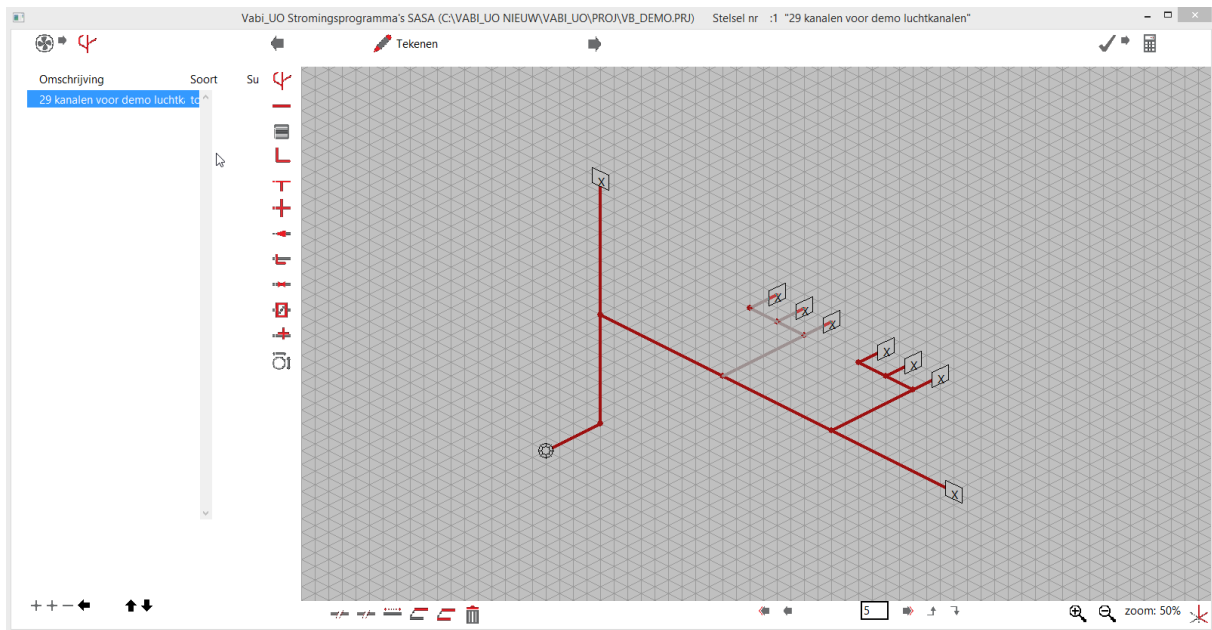 Vabi_UO Stromingsprogramma's SASA (C:\VABI_UO NIEUW\VABI_UO\PROJ\VB_DEMO.PRJ) Stelsel nr :1 "29 kanalen voor demo luchtkanalen"
Tekenen
Omschrijving Soort Su
29 kanalen voor demo luchtk. to
X
X
X
X
X
X
X
X
5
zoom: 50%